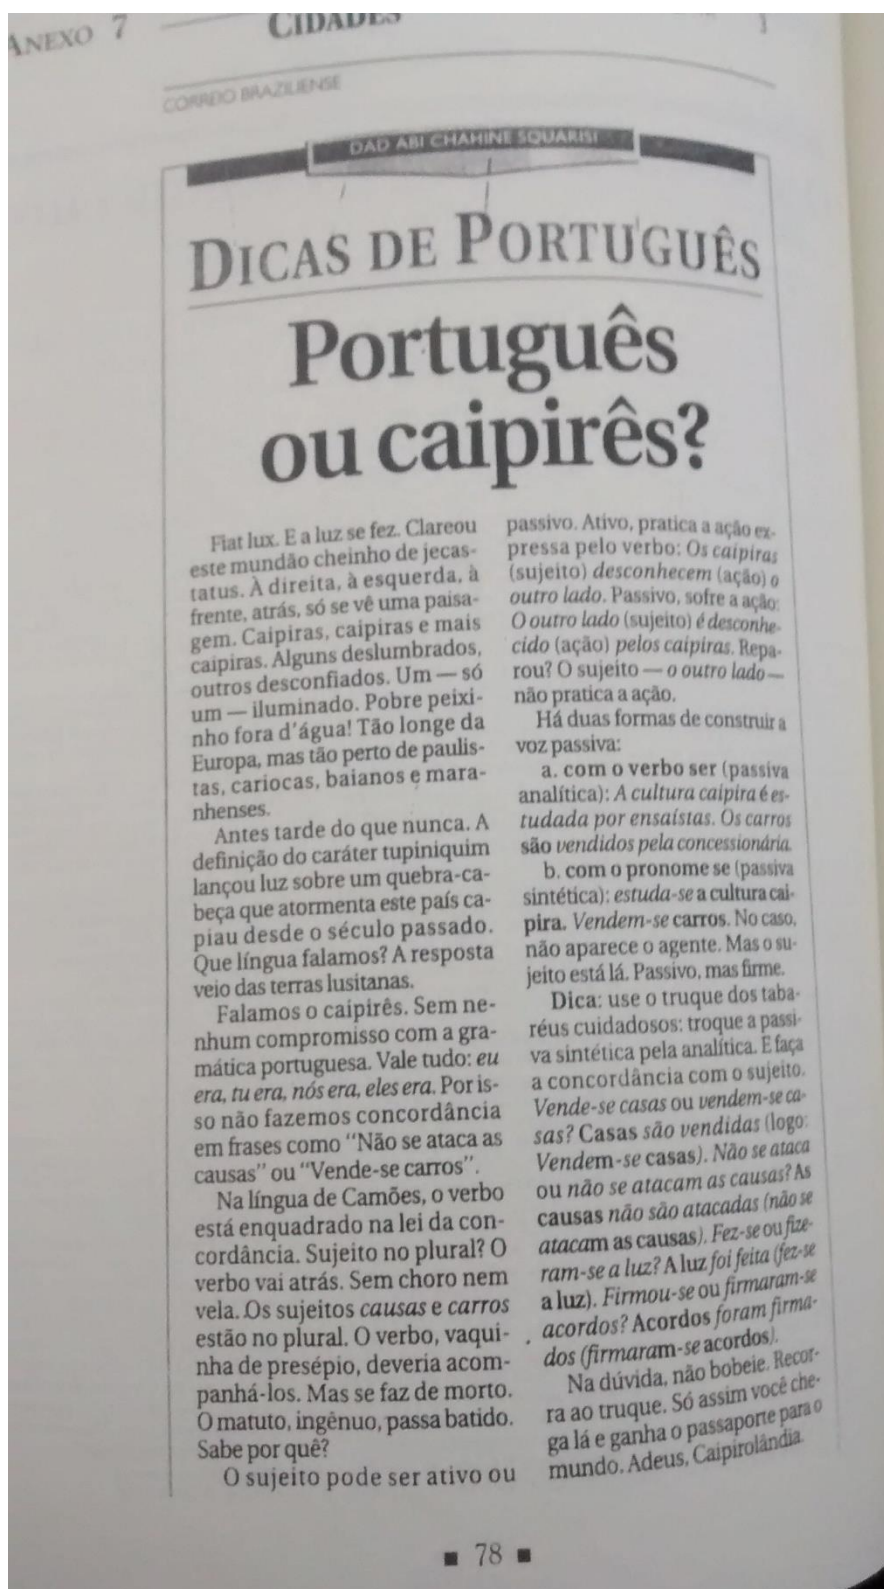 ANEXO 7
CIDADES
CORREIO BRAZILIENSE
DAD ABI CHAHINE SQUARISI
DICAS DE PORTUGUÊS
Português
ou caipirês?
Fiat lux. E a luz se fez. Clareou
este mundão cheinho de jecas-
tatus. À direita, à esquerda, à
frente, atrás, só se vê uma paisa-
gem. Caipiras, caipiras e mais
caipiras. Alguns deslumbrados,
outros desconfiados. Um — só
um — iluminado. Pobre peixi-
nho fora d'água! Tão longe da
Europa, mas tão perto de paulis-
tas, cariocas, baianos e mara-
nhenses.
Antes tarde do que nunca. A
definição do caráter tupiniquim
lançou luz sobre um quebra-ca-
beça que atormenta este país ca-
piau desde o século passado.
Que língua falamos? A resposta
veio das terras lusitanas.
Falamos o caipirês. Sem ne-
nhum compromisso com a gra-
mática portuguesa. Vale tudo: eu
era, tu era, nós era, eles era. Por is-
so não fazemos concordância
em frases como "Não se ataca as
causas" ou "Vende-se carros".
Na língua de Camões, o verbo
está enquadrado na lei da con-
cordância. Sujeito no plural? O
verbo vai atrás. Sem choro nem
vela. Os sujeitos causas e carros
estão no plural. O verbo, vaqui-
nha de presépio, deveria acom-
panhá-los. Mas se faz de morto.
O matuto, ingênuo, passa batido.
Sabe por quê?
O sujeito pode ser ativo ou
passivo. Ativo, pratica a ação ex-
pressa pelo verbo: Os caipiras
(sujeito) desconhecem (ação) o
outro lado. Passivo, sofre a ação:
O outro lado (sujeito) é desconhe-
cido (ação) pelos caipiras. Repa-
rou? O sujeito — o outro lado —
não pratica a ação.
Há duas formas de construir a
voz passiva:
a. com o verbo ser (passiva
analítica): A cultura caipira é es-
tudada por ensaístas. Os carros
são vendidos pela concessionária.
b. com o pronome se (passiva
sintética): estuda-se a cultura cai-
pira. Vendem-se carros. No caso,
não aparece o agente. Mas o su-
jeito está lá. Passivo, mas firme.
Dica: use o truque dos taba-
réus cuidadosos: troque a passi-
va sintética pela analítica. E faça
a concordância com o sujeito.
Vende-se casas ou vendem-se ca-
sas? Casas são vendidas (logo:
Vendem-se casas). Não se ataca
ou não se atacam as causas? As
causas não são atacadas (não se
atacam as causas). Fez-se ou fize-
ram-se a luz? A luz foi feita (fez-se
a luz). Firmou-se ou firmaram-se
acordos? Acordos foram firma-
dos (firmaram-se acordos).
Na dúvida, não bobeie. Recor-
ra ao truque. Só assim você che-
ga lá e ganha o passaporte para o
mundo. Adeus, Caipirolândia.
78